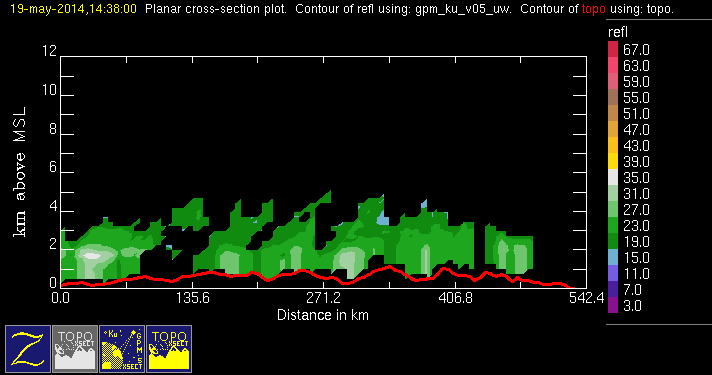 19-may-2014,14:38:00 Planar cross-section plot. Contour of refl using: gpm_ku_v05_uw. Contour of topo using: topo.
refl
67.0
63.0
59.0
55.0
51.0
47.0
43.0
39.0
35.0
31.0
27.0
23.0
19.0
15.0
11.0
7.0
3.0
km above MSL
12
10
8
6
4
2
0
0.0 135.6 271.2 406.8 542.4
Distance in km
Z
TOPO
XSECT
"Ku"
GPM
XSECT
TOPO
XSECT